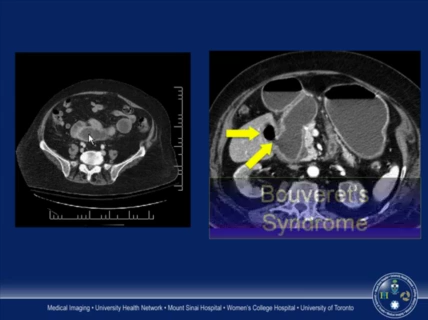 Bouveret's
Syndrome
Medical Imaging • University Health Network • Mount Sinai Hospital • Women's College Hospital • University of Toronto